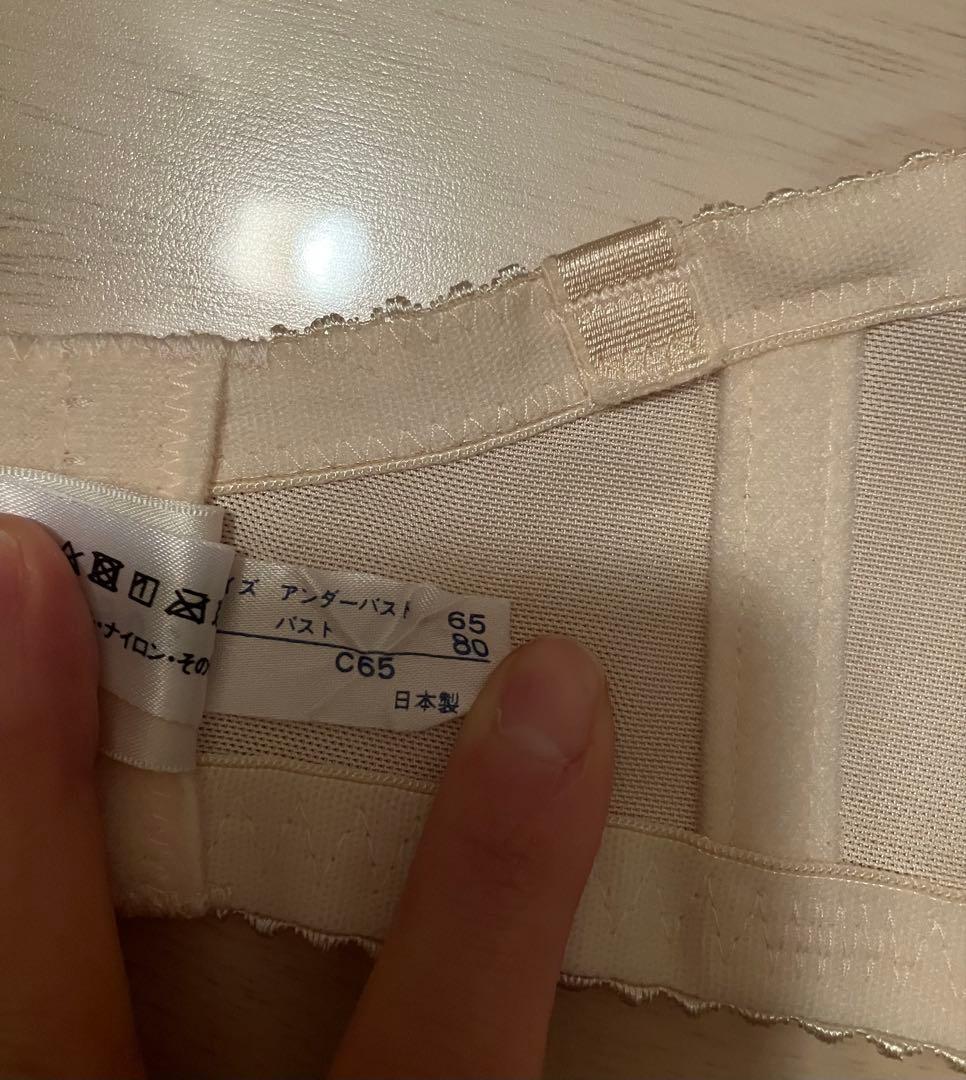 イズ アンダーバスト 65
バスト 80
C65
日本製
・ナイロン・その